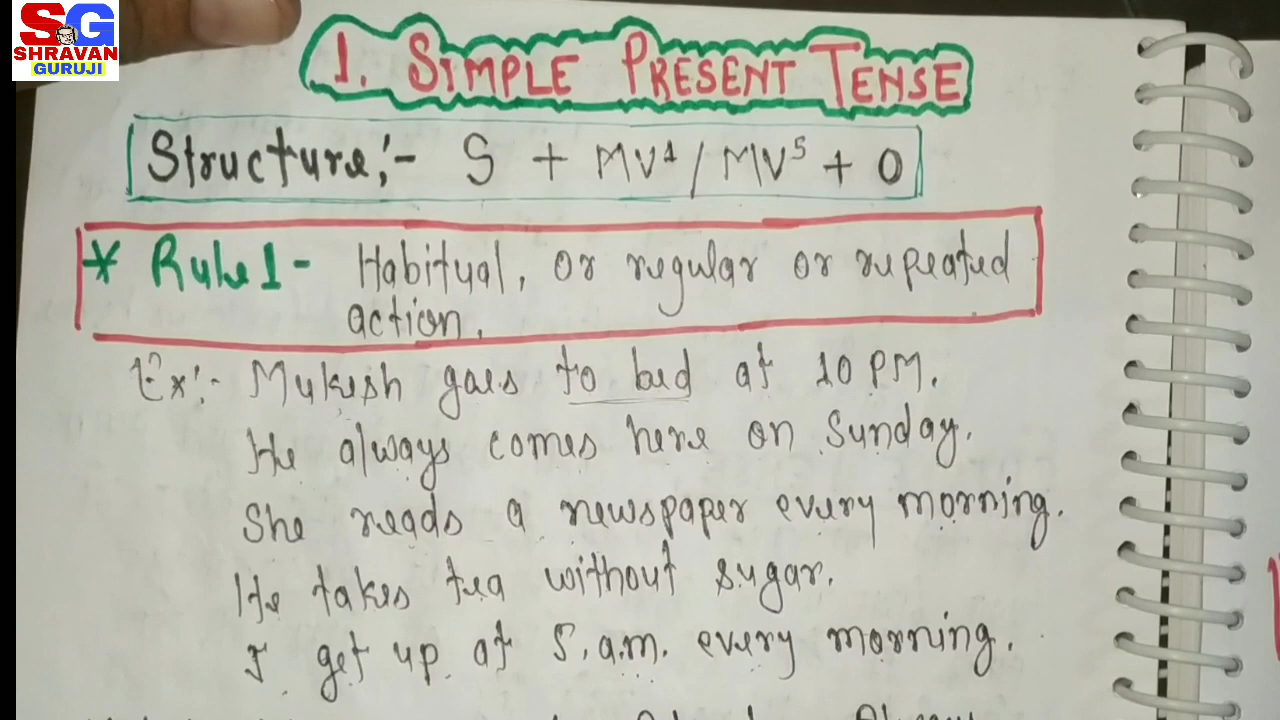 SG
SHRAVAN
GURUJI
1. SIMPLE PRESENT TENSE
Structure:- S + MV¹ / MV⁵ + O
* Rule 1 - Habitual, or regular or repeated
action.
Ex:- Mukesh goes to bed at 10 PM.
He always comes here on Sunday.
She reads a newspaper every morning.
He takes tea without sugar.
I get up at 5. a.m. every morning.